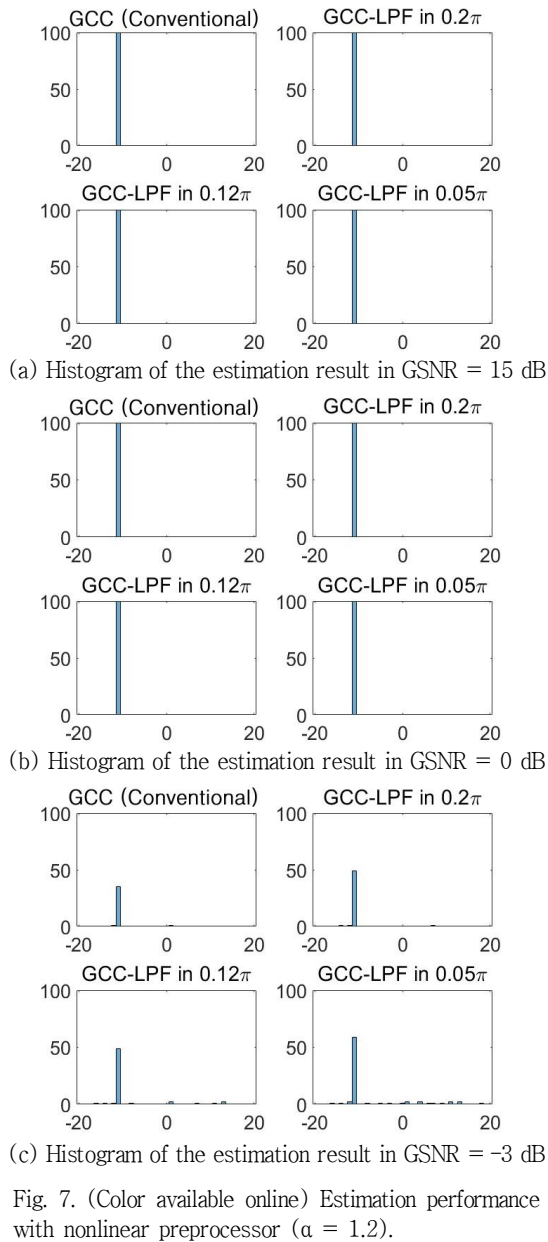 GCC (Conventional) GCC-LPF in 0.2π
100 100
50 50
0 0
-20 0 20 -20 0 20
GCC-LPF in 0.12π GCC-LPF in 0.05π
100 100
50 50
0 0
-20 0 20 -20 0 20
(a) Histogram of the estimation result in GSNR = 15 dB
GCC (Conventional) GCC-LPF in 0.2π
100 100
50 50
0 0
-20 0 20 -20 0 20
GCC-LPF in 0.12π GCC-LPF in 0.05π
100 100
50 50
0 0
-20 0 20 -20 0 20
(b) Histogram of the estimation result in GSNR = 0 dB
GCC (Conventional) GCC-LPF in 0.2π
100 100
50 50
0 0
-20 0 20 -20 0 20
GCC-LPF in 0.12π GCC-LPF in 0.05π
100 100
50 50
0 0
-20 0 20 -20 0 20
(c) Histogram of the estimation result in GSNR = -3 dB
Fig. 7. (Color available online) Estimation performance
with nonlinear preprocessor (α = 1.2).